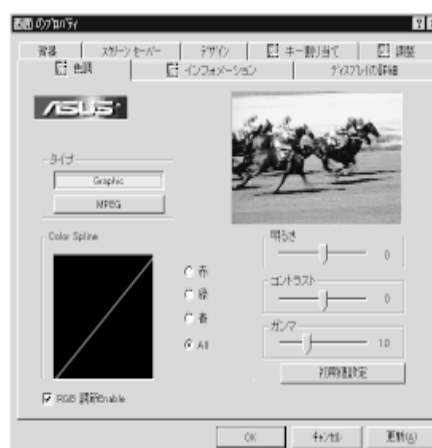 画面のプロパティ
背景 スクリーン セーバー デザイン キー割り当て 調整
色調 インフォメーション ディスプレイの詳細
ASUS
タイプ
Graphic
MPEG
Color Spline
赤
緑
All
明るさ
0
コントラスト
0
ガンマ
1.0
初期値設定
RGB 調節Enable
OK キャンセル 更新(A)